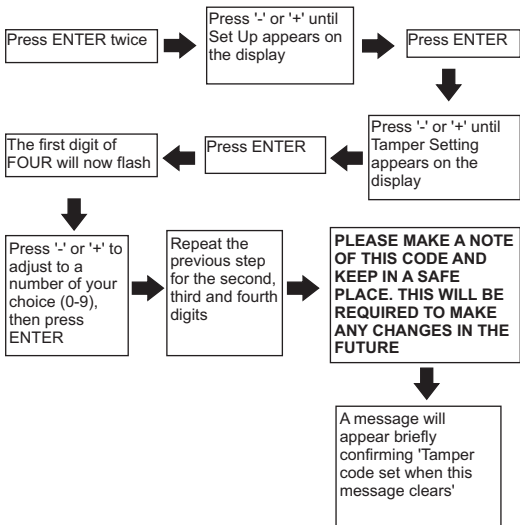 Press ENTER twice
Press '-' or '+' until
Set Up appears on
the display
Press ENTER
Press '-' or '+' until
Tamper Setting
appears on the
display
Press ENTER
The first digit of
FOUR will now flash
Press '-' or '+' to
adjust to a
number of your
choice (0-9),
then press
ENTER
Repeat the
previous step
for the second,
third and fourth
digits
PLEASE MAKE A NOTE
OF THIS CODE AND
KEEP IN A SAFE
PLACE. THIS WILL BE
REQUIRED TO MAKE
ANY CHANGES IN THE
FUTURE
A message will
appear briefly
confirming 'Tamper
code set when this
message clears'